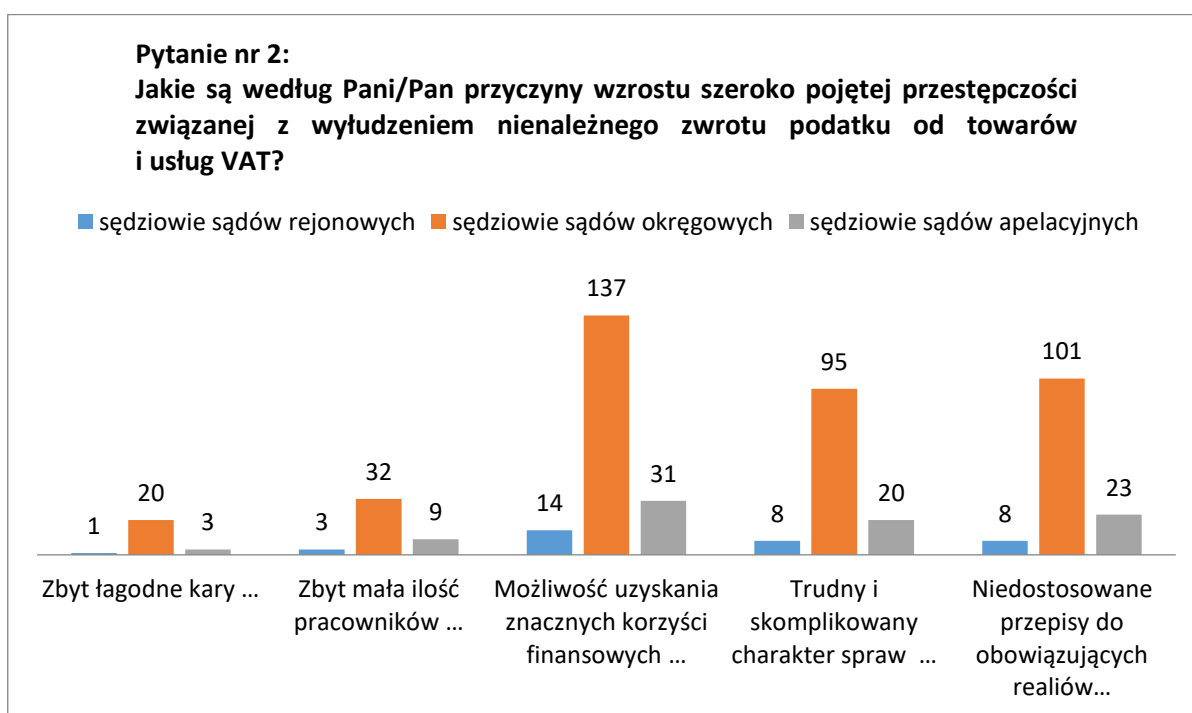 Pytanie nr 2:
Jakie są według Pani/Pan przyczyny wzrostu szeroko pojętej przestępczości
związanej z wyłudzeniem nienależnego zwrotu podatku od towarów
i usług VAT?
sędziowie sądów rejonowych sędziowie sądów okręgowych sędziowie sądów apelacyjnych
1 20 3
3 32 9
14 137 31
8 95 20
8 101 23
Zbyt łagodne kary ...
Zbyt mała ilość
pracowników ...
Możliwość uzyskania
znacznych korzyści
finansowych ...
Trudny i
skomplikowany
charakter spraw ...
Niedostosowane
przepisy do
obowiązujących
realiów...